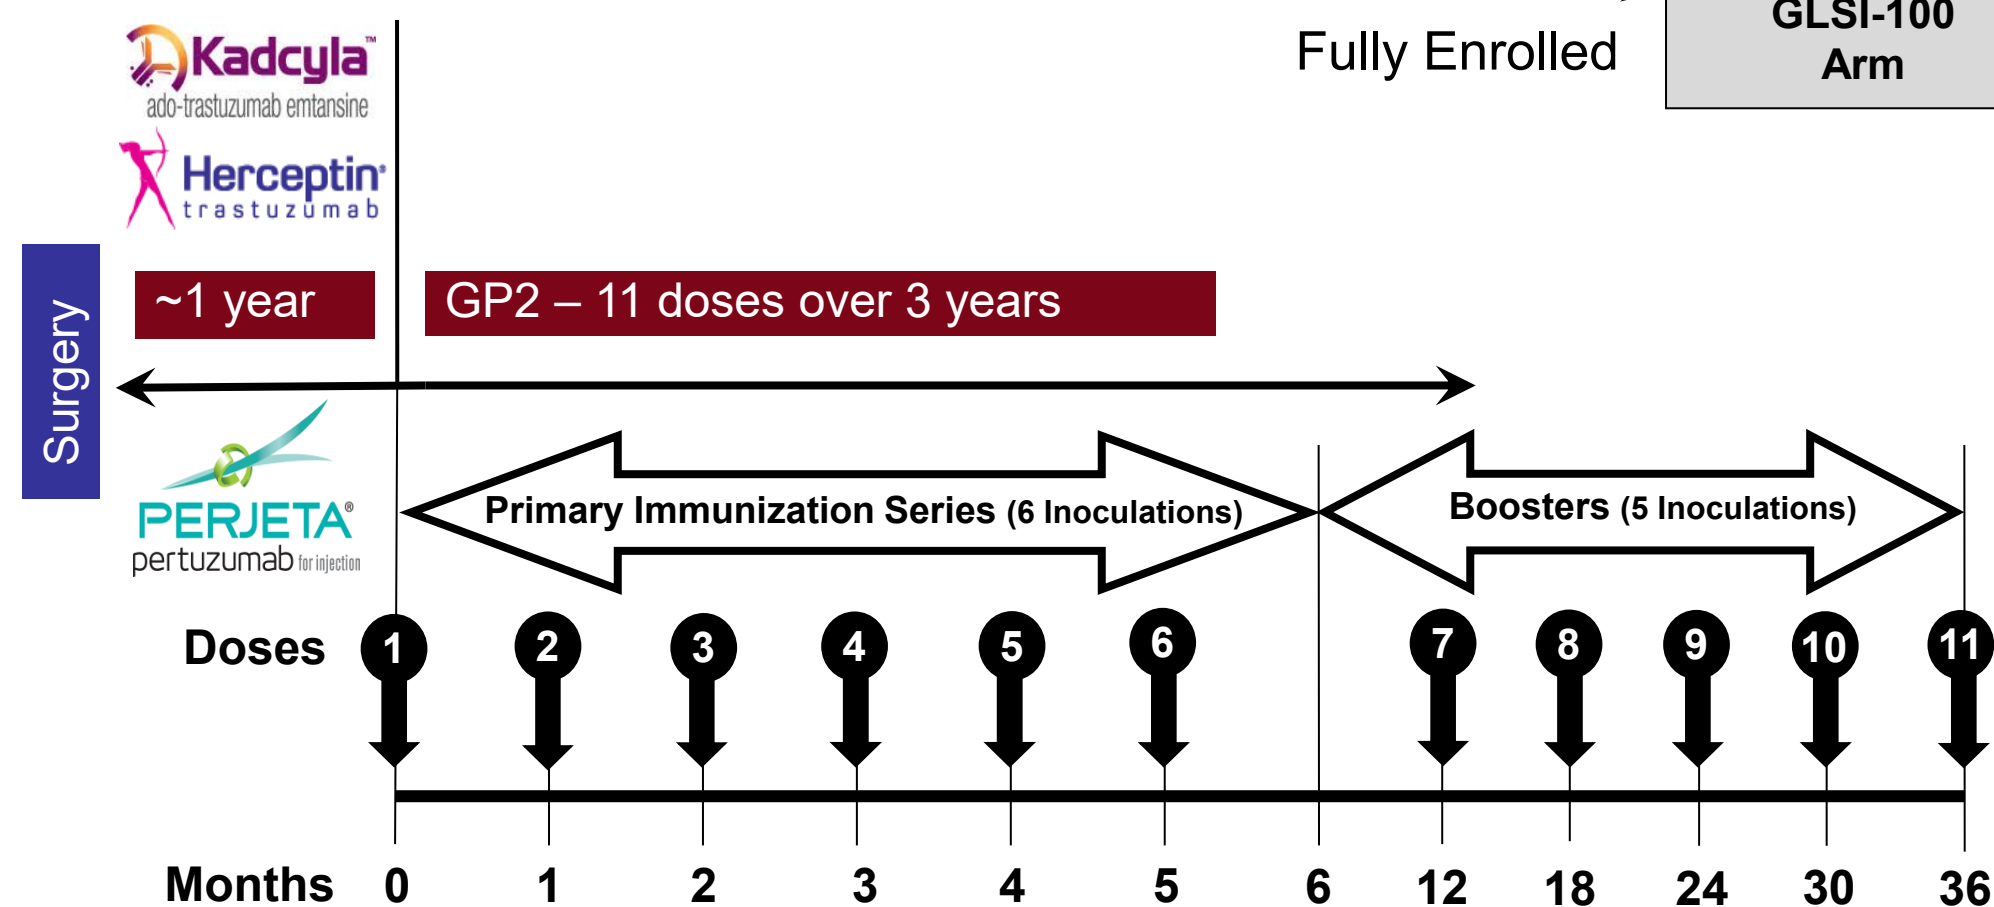 GLSI-100
Arm
Fully Enrolled
Kadcyla™
ado-trastuzumab emtansine
Herceptin®
trastuzumab
Surgery
~1 year
GP2 – 11 doses over 3 years
PERJETA®
pertuzumab for injection
Primary Immunization Series (6 Inoculations)
Boosters (5 Inoculations)
Doses 1 2 3 4 5 6 7 8 9 10 11
Months 0 1 2 3 4 5 6 12 18 24 30 36